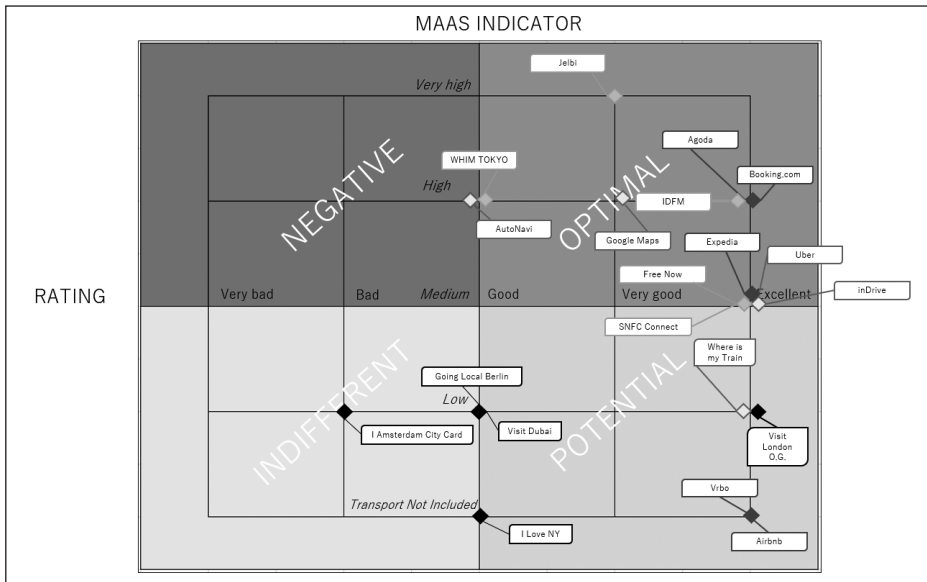 MAAS INDICATOR
Jelbi
Very high
Agoda
NEGATIVE
WHIM TOKYO
OPTIMAL
Booking.com
High
IDFM
AutoNavi
Google Maps
Expedia
Uber
Free Now
RATING
Very bad
Bad
Medium
Good
Very good
Excellent
inDrive
SNFC Connect
Where is
my Train
INDIFFRENT
Going Local Berlin
POTENTIAL
Low
I Amsterdam City Card
Visit Dubai
Visit
London
O.G.
Vrbo
Transport Not Included
I Love NY
Airbnb